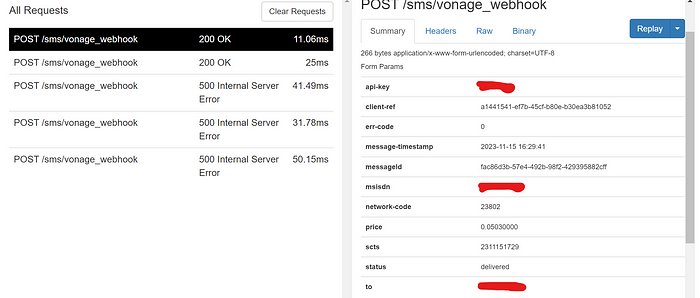 All Requests
Clear Requests
POST /sms/vonage_webhook 200 OK 11.06ms
POST /sms/vonage_webhook 200 OK 25ms
POST /sms/vonage_webhook 500 Internal Server 41.49ms
Error
POST /sms/vonage_webhook 500 Internal Server 31.78ms
Error
POST /sms/vonage_webhook 500 Internal Server 50.15ms
Error
POST /sms/vonage_webhook
Summary Headers Raw Binary Replay
266 bytes application/x-www-form-urlencoded; charset=UTF-8
Form Params
api-key
client-ref a1441541-ef7b-45cf-b80e-b30ea3b81052
err-code 0
message-timestamp 2023-11-15 16:29:41
messageId fac86d3b-57e4-492b-98f2-429395882cff
msisdn
network-code 23802
price 0.05030000
scts 2311151729
status delivered
to